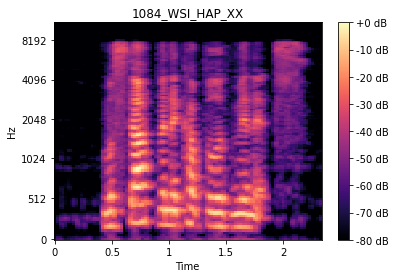 1084_WSI_HAP_XX
+0 dB
8192
-10 dB
4096
-20 dB
-30 dB
2048
Hz
-40 dB
1024
-50 dB
512
-60 dB
-70 dB
0
-80 dB
0
0.5
1
1.5
2
Time